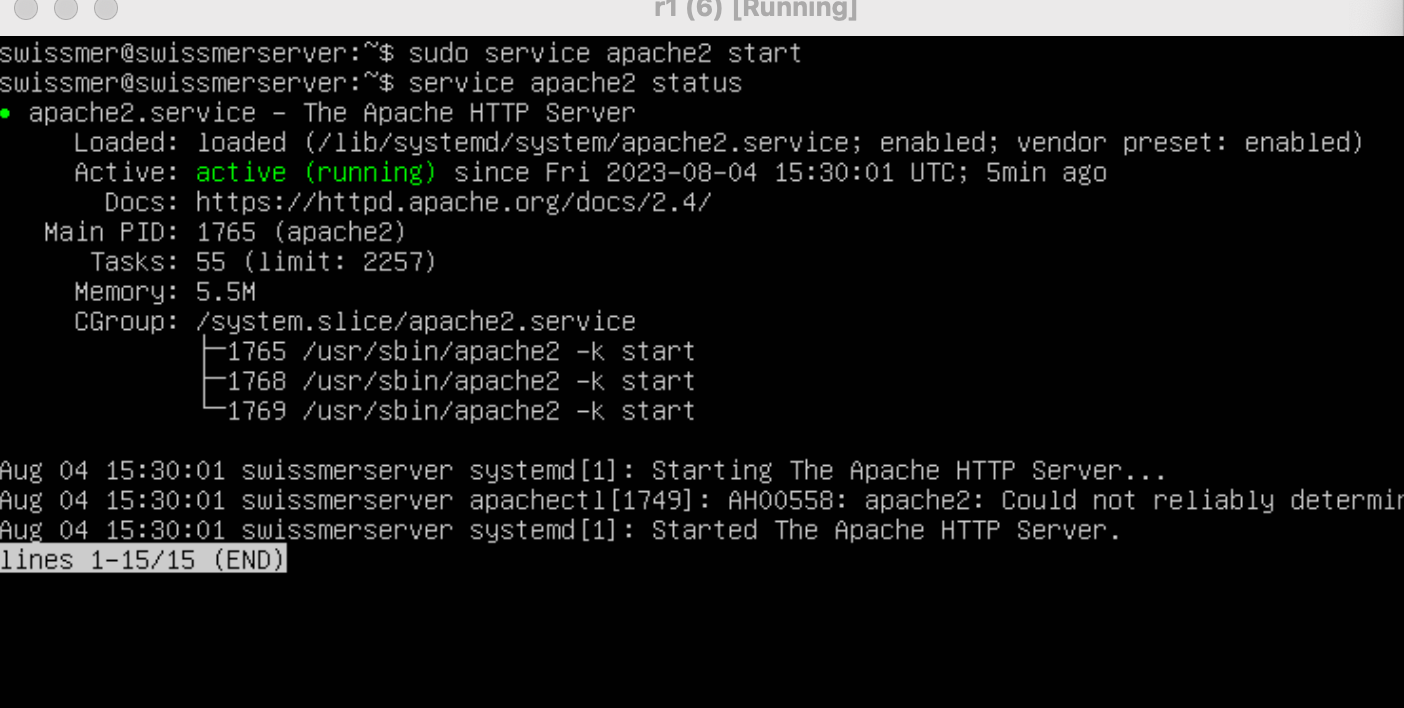 r1 (6) [Running]
swissmer@swissmerserver:~$ sudo service apache2 start
swissmer@swissmerserver:~$ service apache2 status
● apache2.service - The Apache HTTP Server
Loaded: loaded (/lib/systemd/system/apache2.service; enabled; vendor preset: enabled)
Active: active (running) since Fri 2023-08-04 15:30:01 UTC; 5min ago
Docs: https://httpd.apache.org/docs/2.4/
Main PID: 1765 (apache2)
Tasks: 55 (limit: 2257)
Memory: 5.5M
CGroup: /system.slice/apache2.service
├─1765 /usr/sbin/apache2 -k start
├─1768 /usr/sbin/apache2 -k start
└─1769 /usr/sbin/apache2 -k start
Aug 04 15:30:01 swissmerserver systemd[1]: Starting The Apache HTTP Server...
Aug 04 15:30:01 swissmerserver apachectl[1749]: AH00558: apache2: Could not reliably determin
Aug 04 15:30:01 swissmerserver systemd[1]: Started The Apache HTTP Server.
lines 1-15/15 (END)